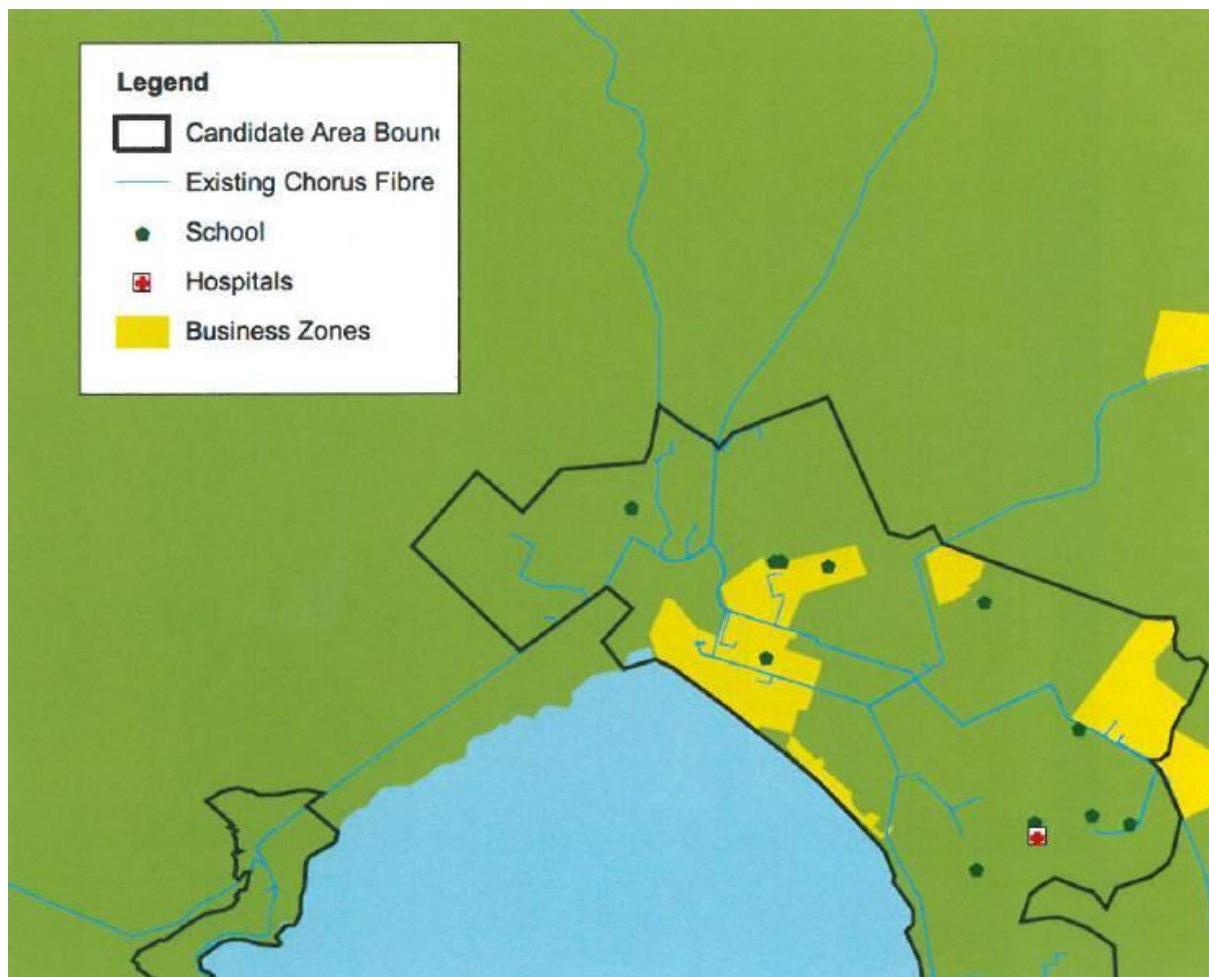 Legend
Candidate Area Boun
Existing Chorus Fibre
School
Hospitals
Business Zones